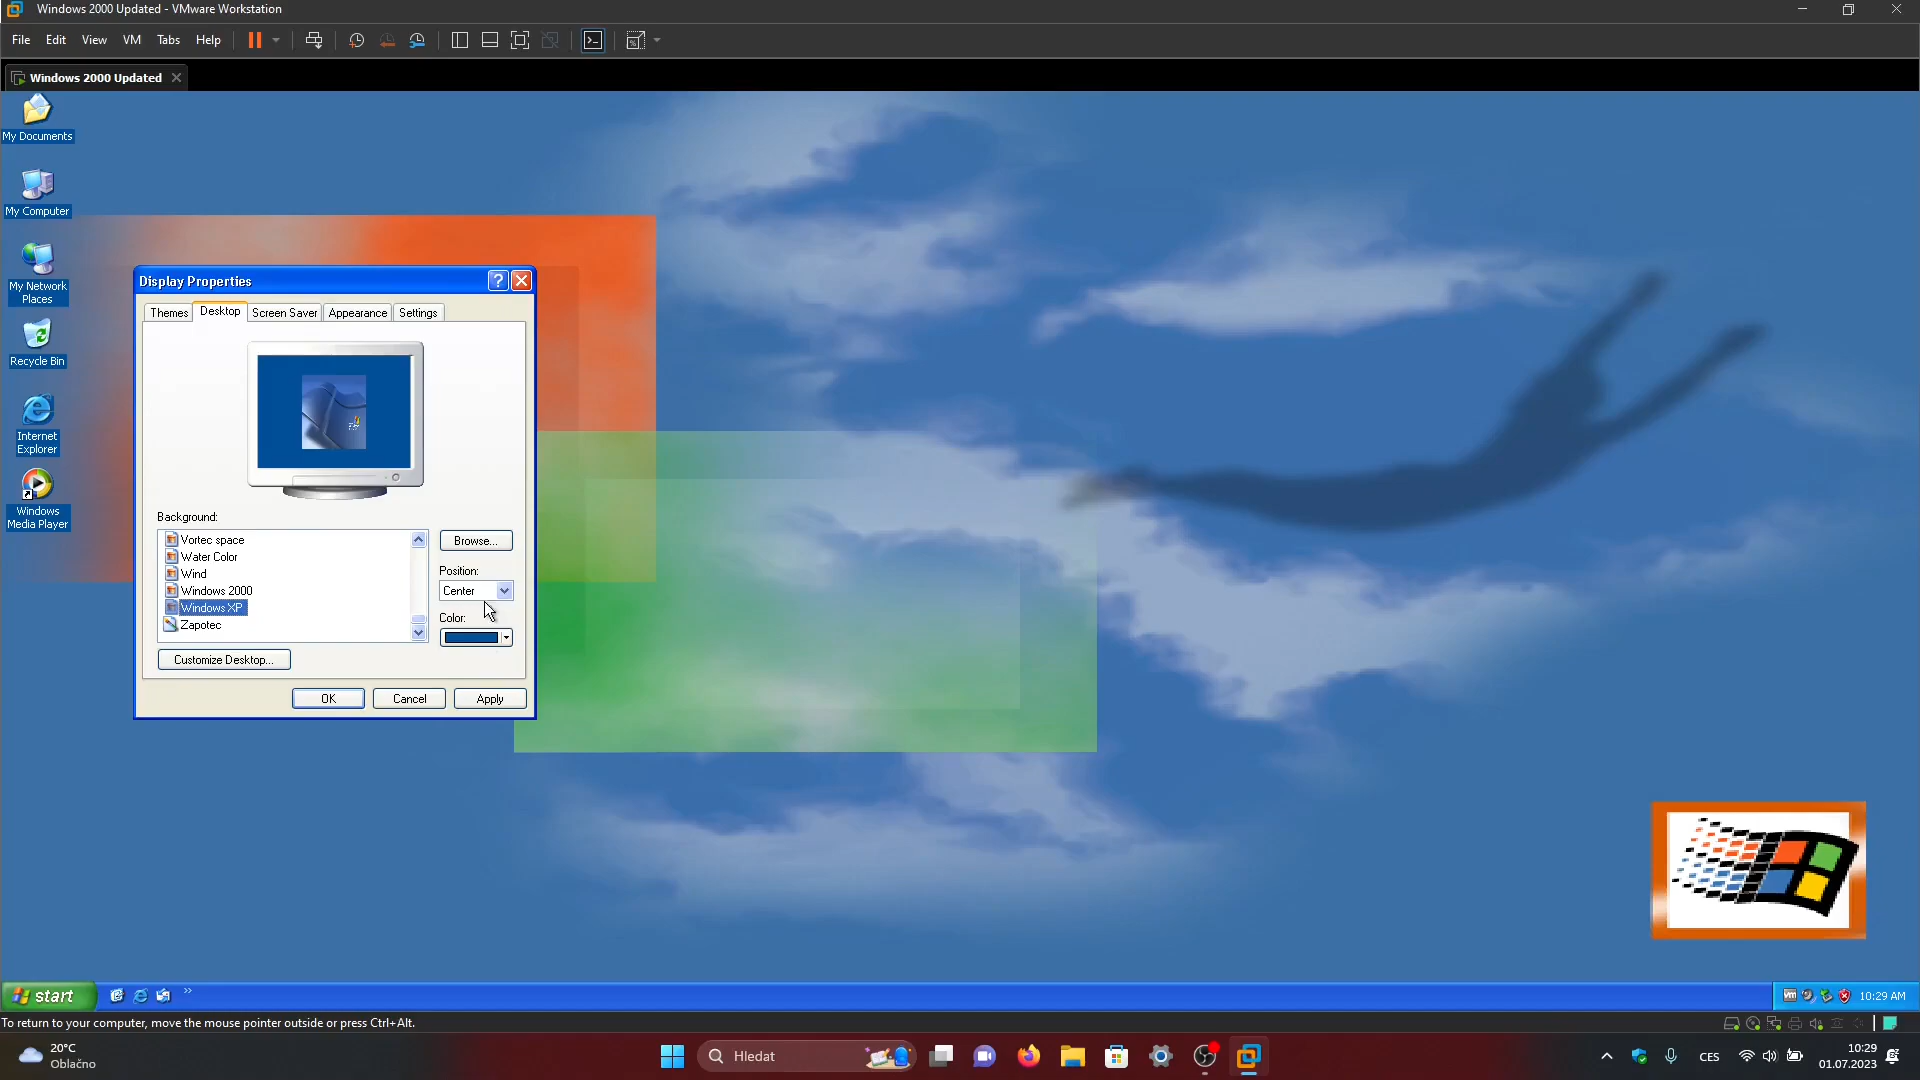 Windows 2000 Updated - VMware Workstation
File Edit View VM Tabs Help
Windows 2000 Updated
My Documents
My Computer
My Network
Places
Recycle Bin
Internet
Explorer
Windows
Media Player
Display Properties
Themes Desktop Screen Saver Appearance Settings
Background:
Vortec space
Water Color
Wind
Windows 2000
Windows XP
Zapotec
Browse...
Position:
Center
Color:
Customize Desktop...
OK Cancel Apply
start
10:29 AM
To return to your computer, move the mouse pointer outside or press Ctrl+Alt.
20°C
Oblačno
Hledat
CES
10:29
01.07.2023